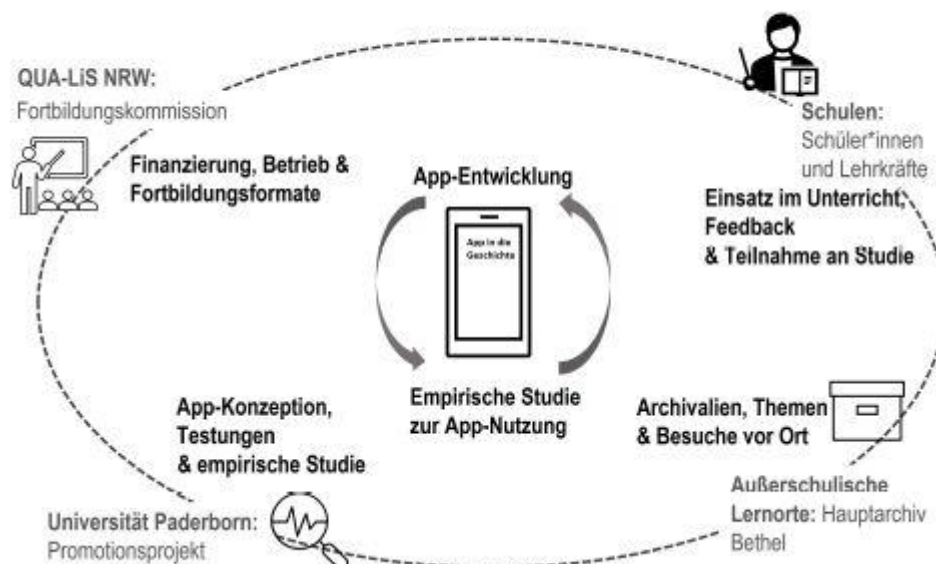 QUA-LiS NRW:
Fortbildungskommission
Finanzierung, Betrieb &
Fortbildungsformate
App-Entwicklung
App in die
Geschichte
Empirische Studie
zur App-Nutzung
Schulen:
Schüler*innen
und Lehrkräfte
Einsatz im Unterricht,
Feedback
& Teilnahme an Studie
App-Konzeption,
Testungen
& empirische Studie
Universität Paderborn:
Promotionsprojekt
Archivalien, Themen
& Besuche vor Ort
Außerschulische
Lernorte: Hauptarchiv
Bethel